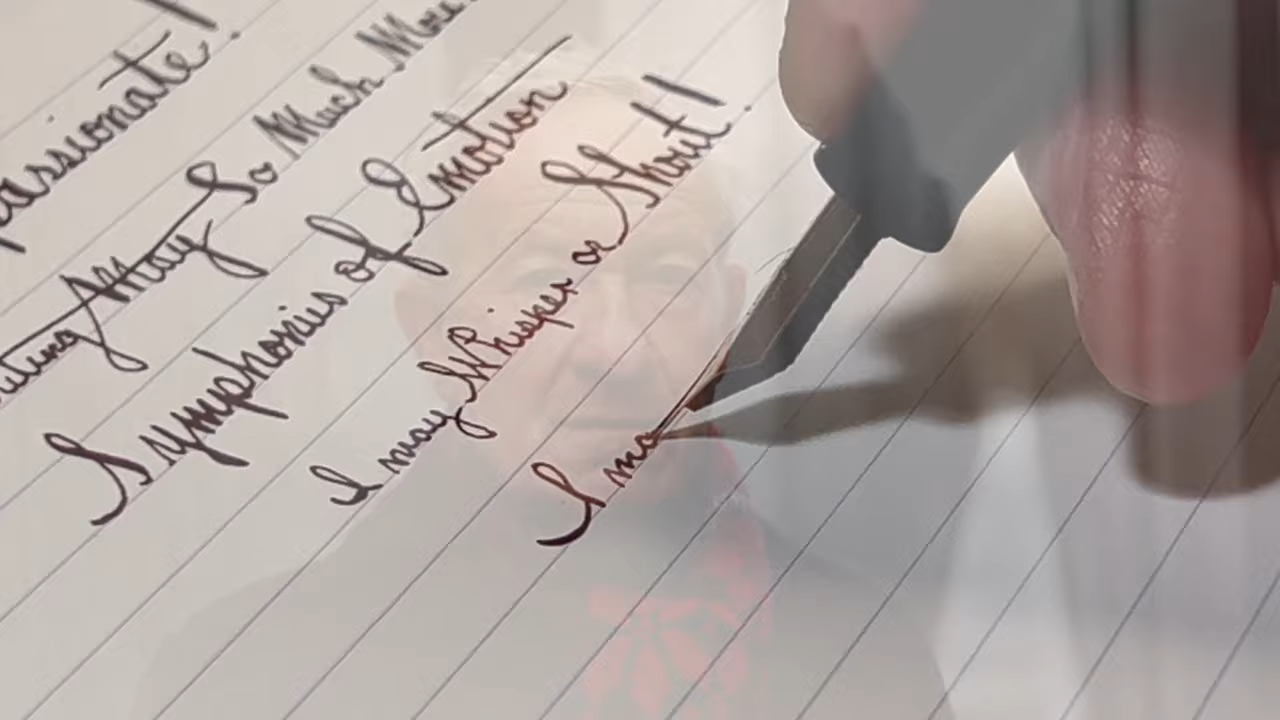 passionate!
May So Much More
Symphonies of Emotion
I may Whisper or Shout!
I ma